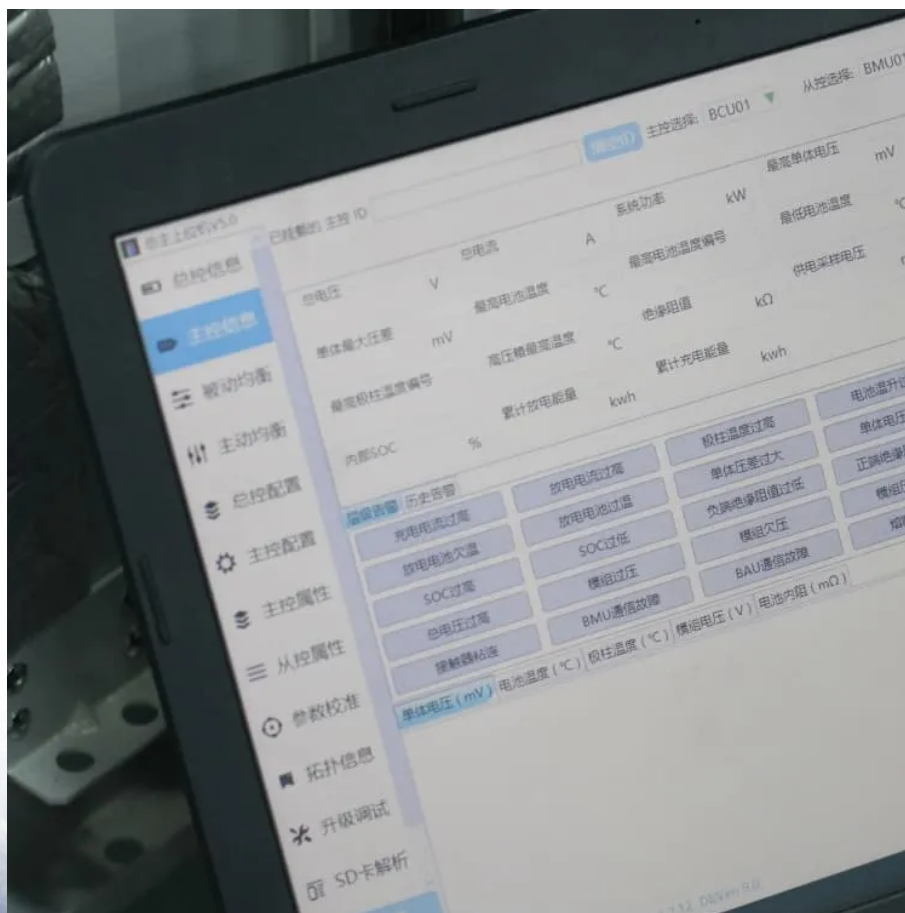 主控选择: BCU01 从控选择: BMU01
上位机V5.0
已挂载的 主控 ID
总控信息
主控信息
被动均衡
主动均衡
总控配置
主控配置
主控属性
从控属性
参数校准
拓扑信息
升级调试
SD卡解析
总电压 V 总电流 A 系统功率 kW 最高单体电压 mV
单体最大压差 mV 最高电池温度 ℃ 最高电池温度编号 最低电池温度 ℃
最高极柱温度编号 高压箱最高温度 ℃ 绝缘阻值 kΩ 供电采样电压
内部SOC % 累计放电能量 kwh 累计充电能量 kwh
历史告警
充电电流过高 放电电流过高 极柱温度过高 电池温升过
放电电池欠温 放电电池过温 单体压差过大 单体电压
SOC过高 SOC过低 负端绝缘阻值过低 正端绝缘
总电压过高 模组过压 模组欠压 模组
接触器粘连 BMU通信故障 BAU通信故障
单体电压(mV) 电池温度(℃) 极柱温度(℃) 模组电压(V) 电池内阻(mΩ)